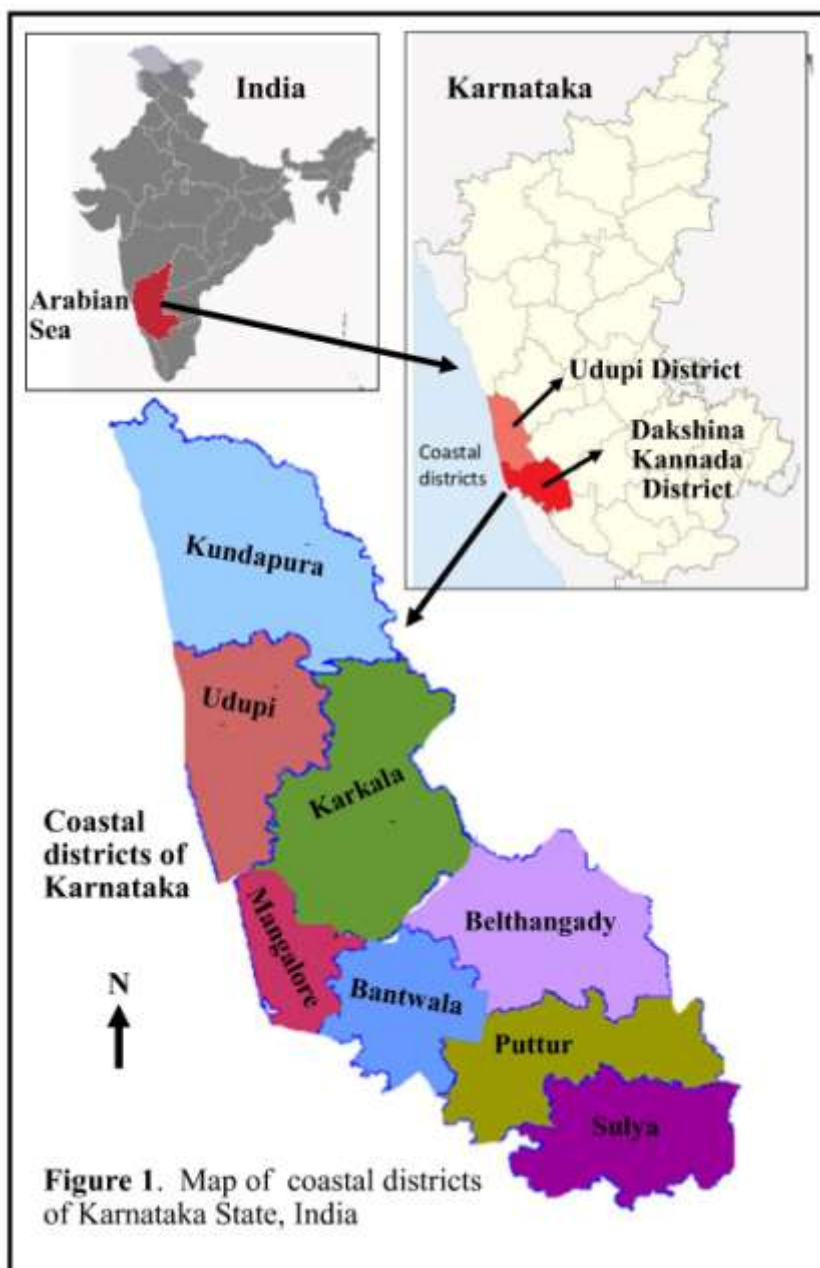 India
Arabian
Sea
Karnataka
Udupi District
Dakshina
Kannada
District
Coastal
districts
Kundapura
Udupi
Karkala
Coastal
districts of
Karnataka
Mangalore
Belthangady
Bantwala
N
Puttur
Sulya
Figure 1. Map of coastal districts
of Karnataka State, India